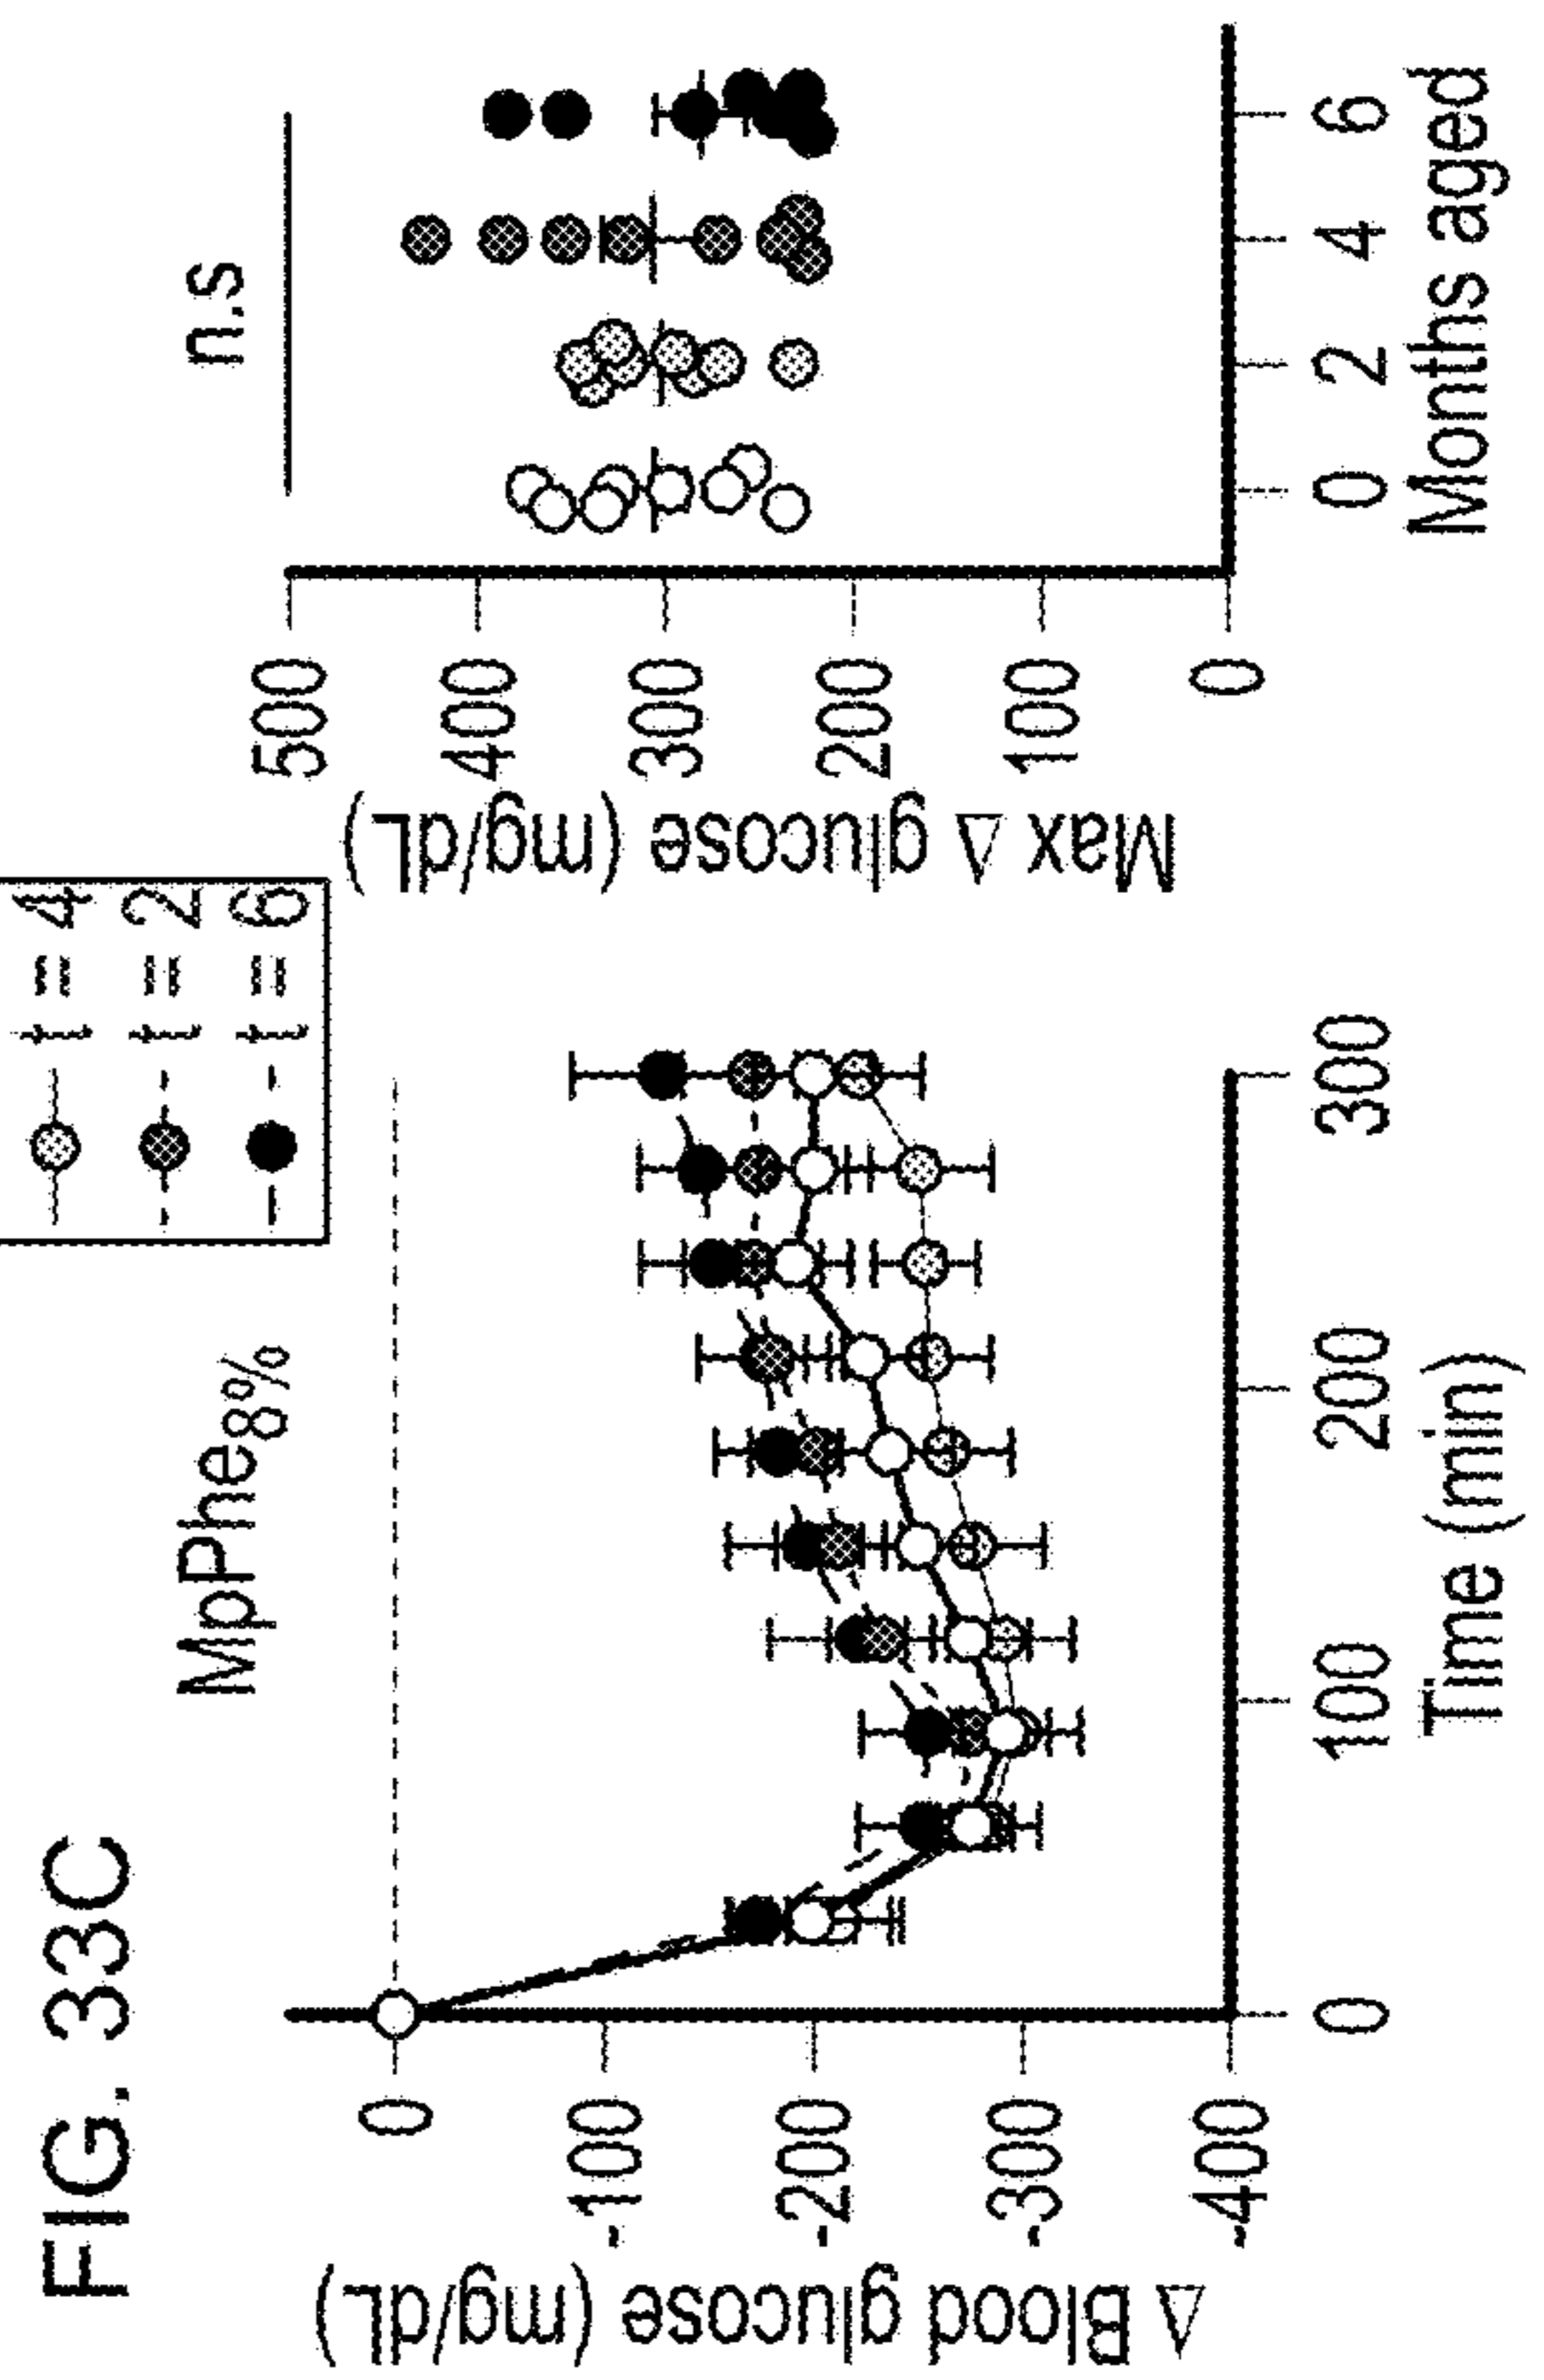 FIG. 33C
t = 4
t = 2
t = 6
MpPhe8%
Δ Blood glucose (mg/dL)
0
-100
-200
-300
-400
0
100
200
300
Time (min)
n.s
Max Δ glucose (mg/dL)
500
400
300
200
100
0
0
2
4
6
Months aged